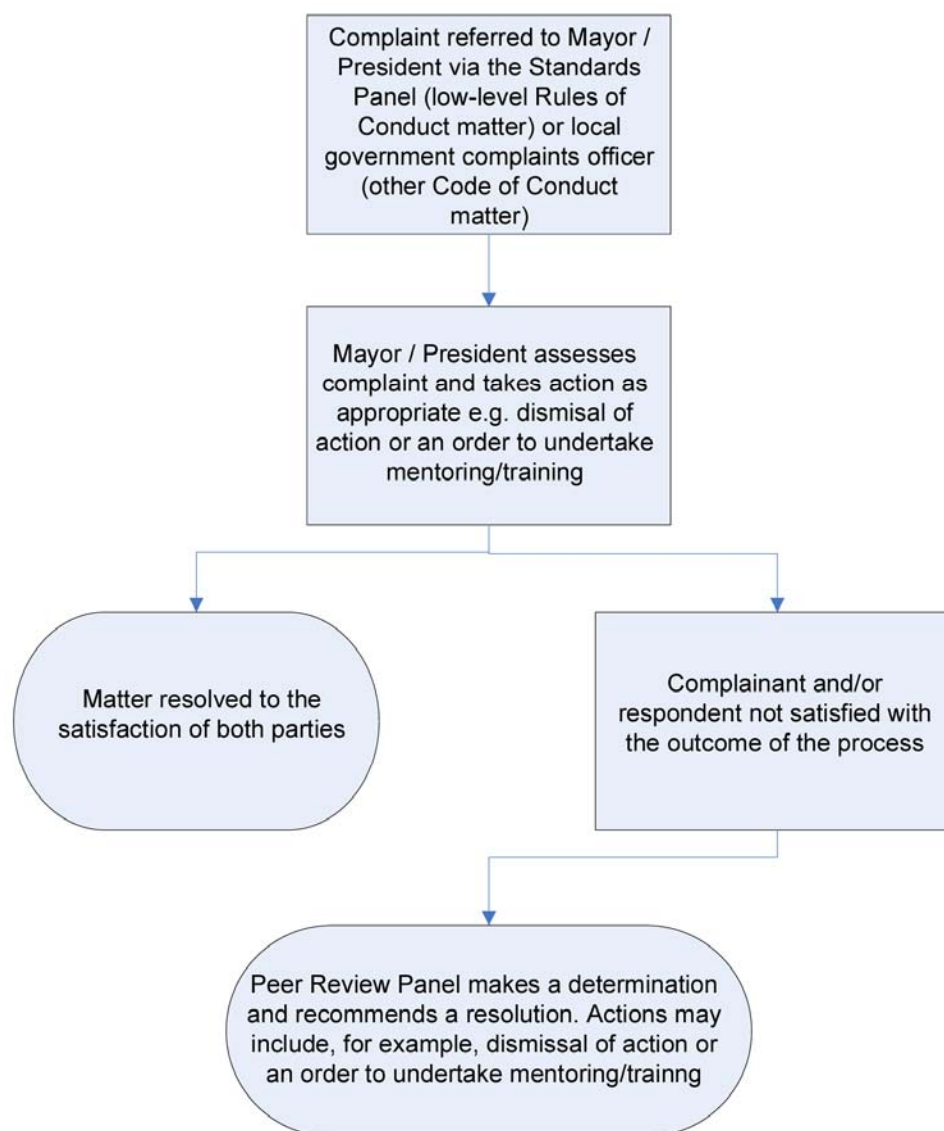 Complaint referred to Mayor /
President via the Standards
Panel (low-level Rules of
Conduct matter) or local
government complaints officer
(other Code of Conduct
matter)
Mayor / President assesses
complaint and takes action as
appropriate e.g. dismisal of
action or an order to undertake
mentoring/training
Matter resolved to the
satisfaction of both parties
Complainant and/or
respondent not satisfied with
the outcome of the process
Peer Review Panel makes a determination
and recommends a resolution. Actions may
include, for example, dismissal of action or
an order to undertake mentoring/trainng